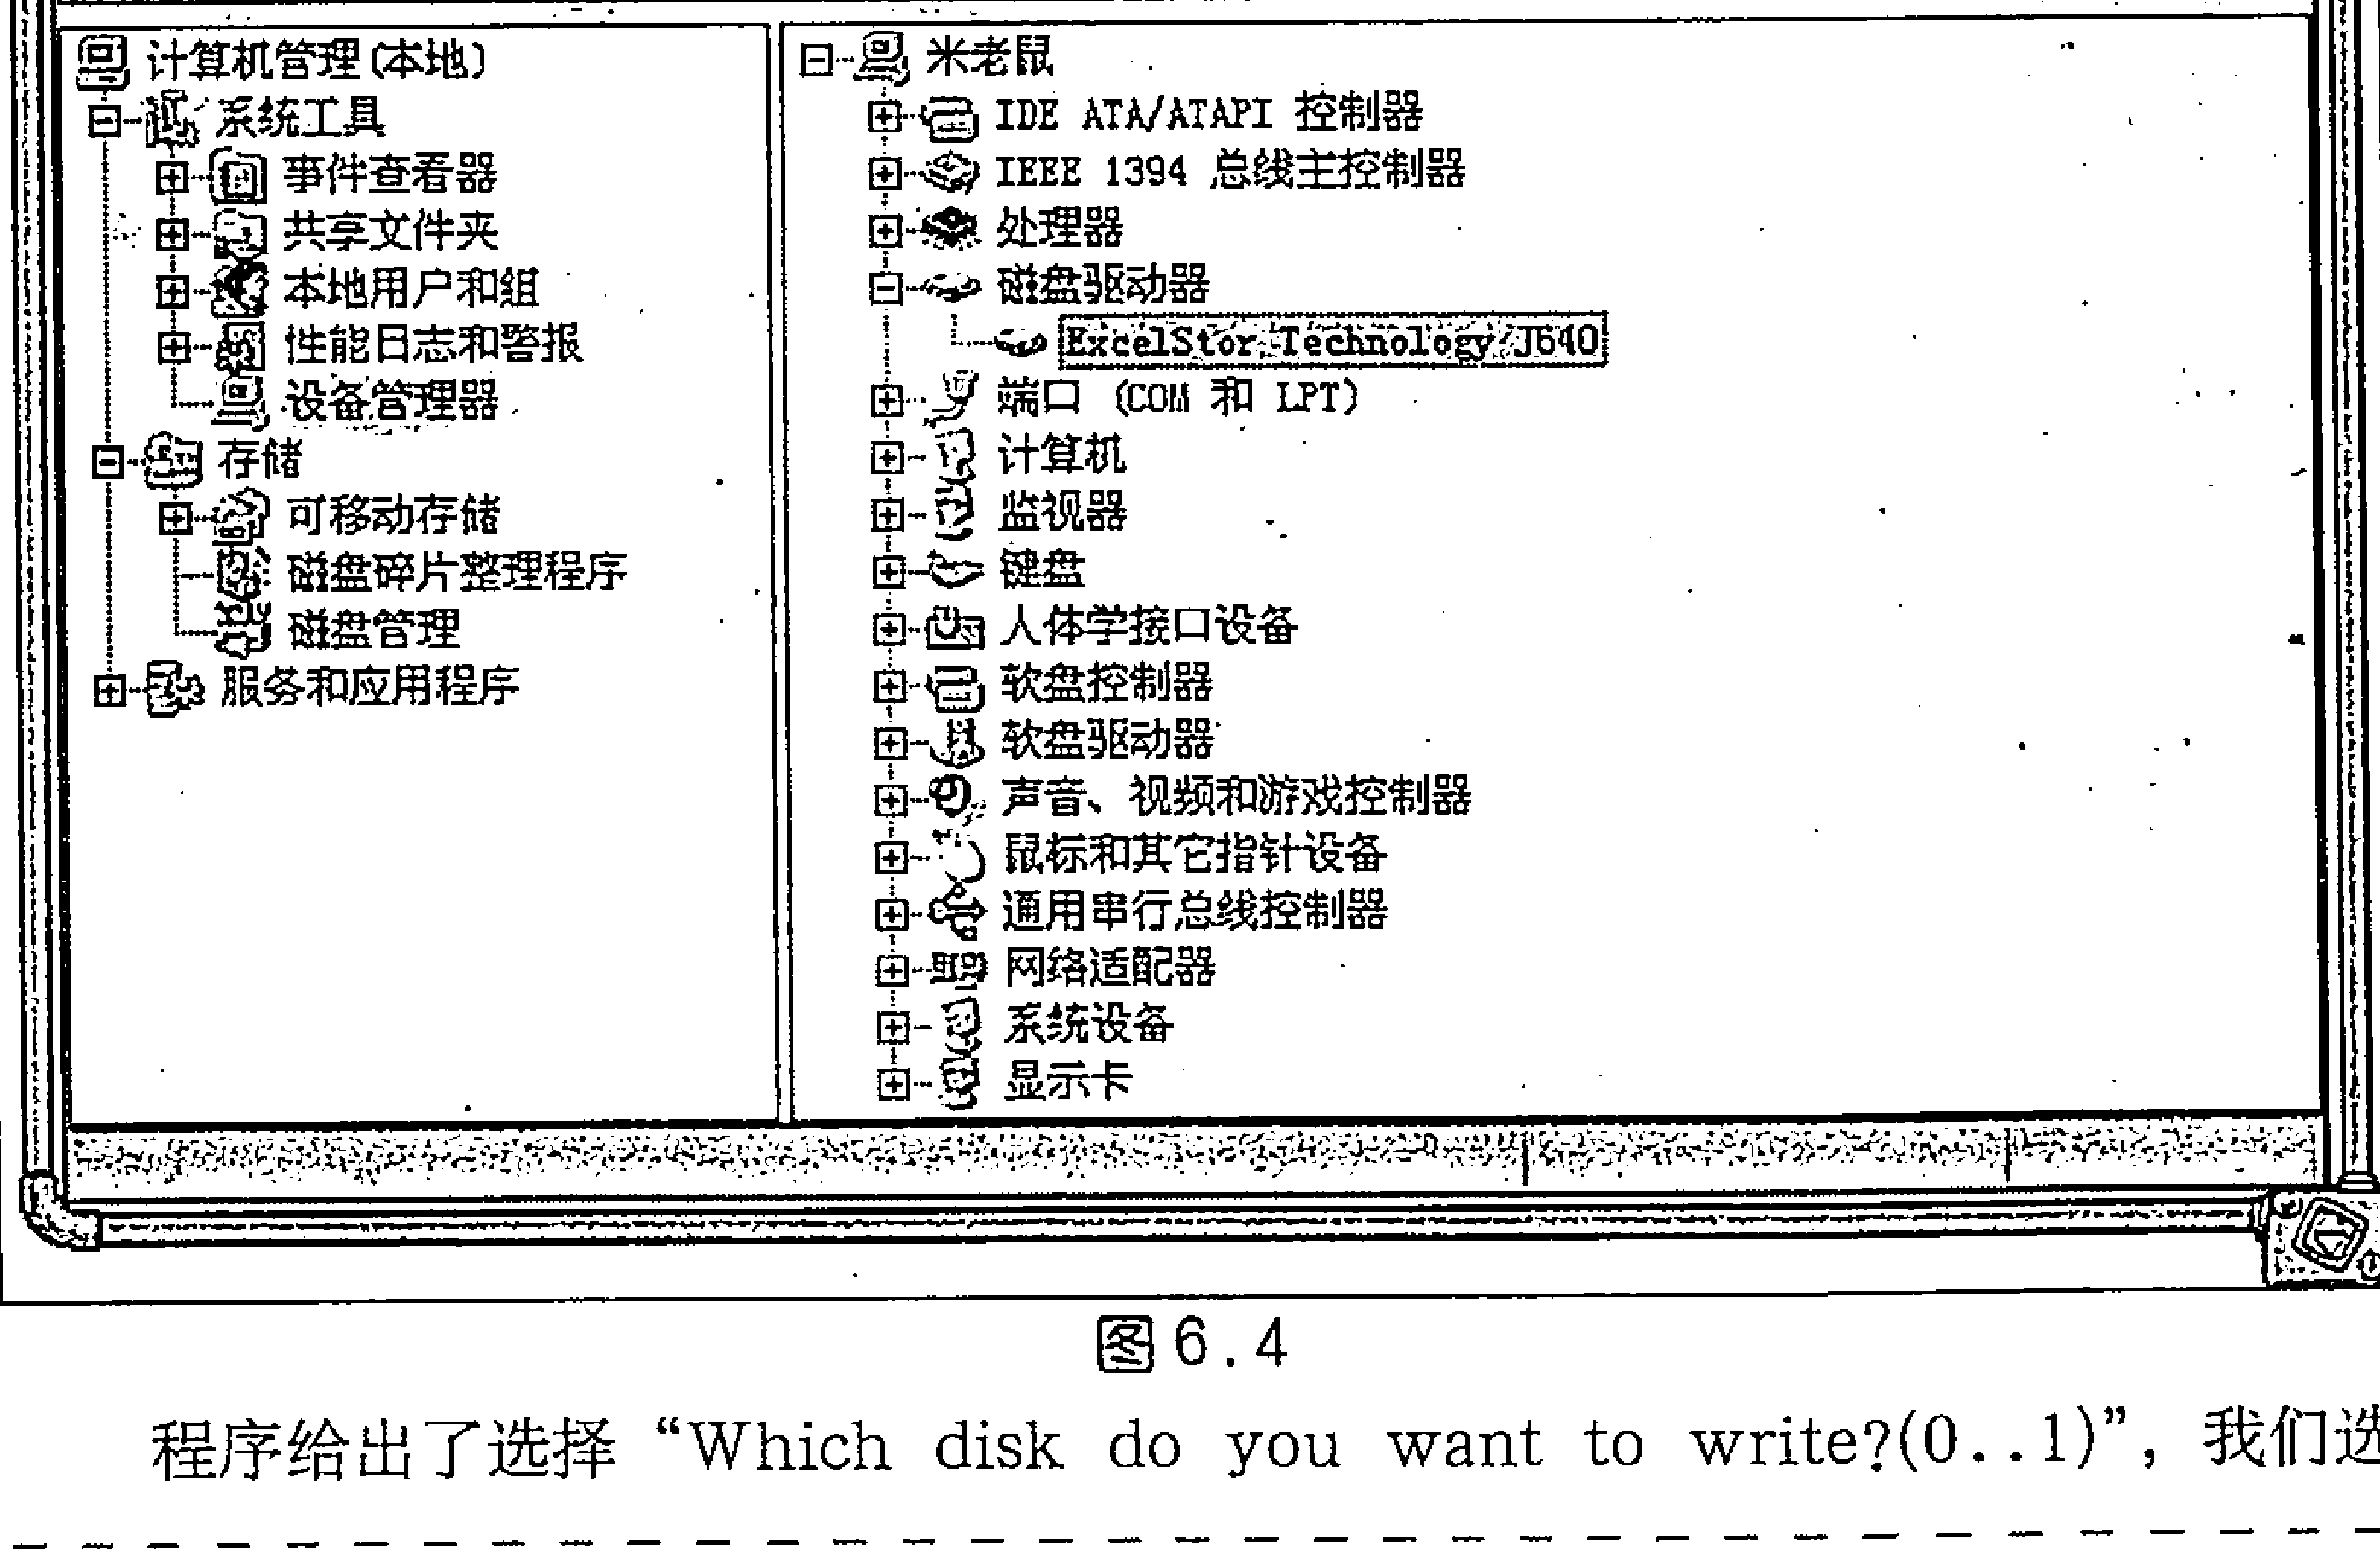 计算机管理(本地)
系统工具
事件查看器
共享文件夹
本地用户和组
性能日志和警报
设备管理器
存储
可移动存储
磁盘碎片整理程序
磁盘管理
服务和应用程序
米老鼠
IDE ATA/ATAPI 控制器
IEEE 1394 总线主控制器
处理器
磁盘驱动器
ExcelStor Technology J640
端口 (COM 和 LPT)
计算机
监视器
键盘
人体学接口设备
软盘控制器
软盘驱动器
声音、视频和游戏控制器
鼠标和其它指针设备
通用串行总线控制器
网络适配器
系统设备
显示卡
图 6.4
程序给出了选择 “Which disk do you want to write?(0..1)”，我们选